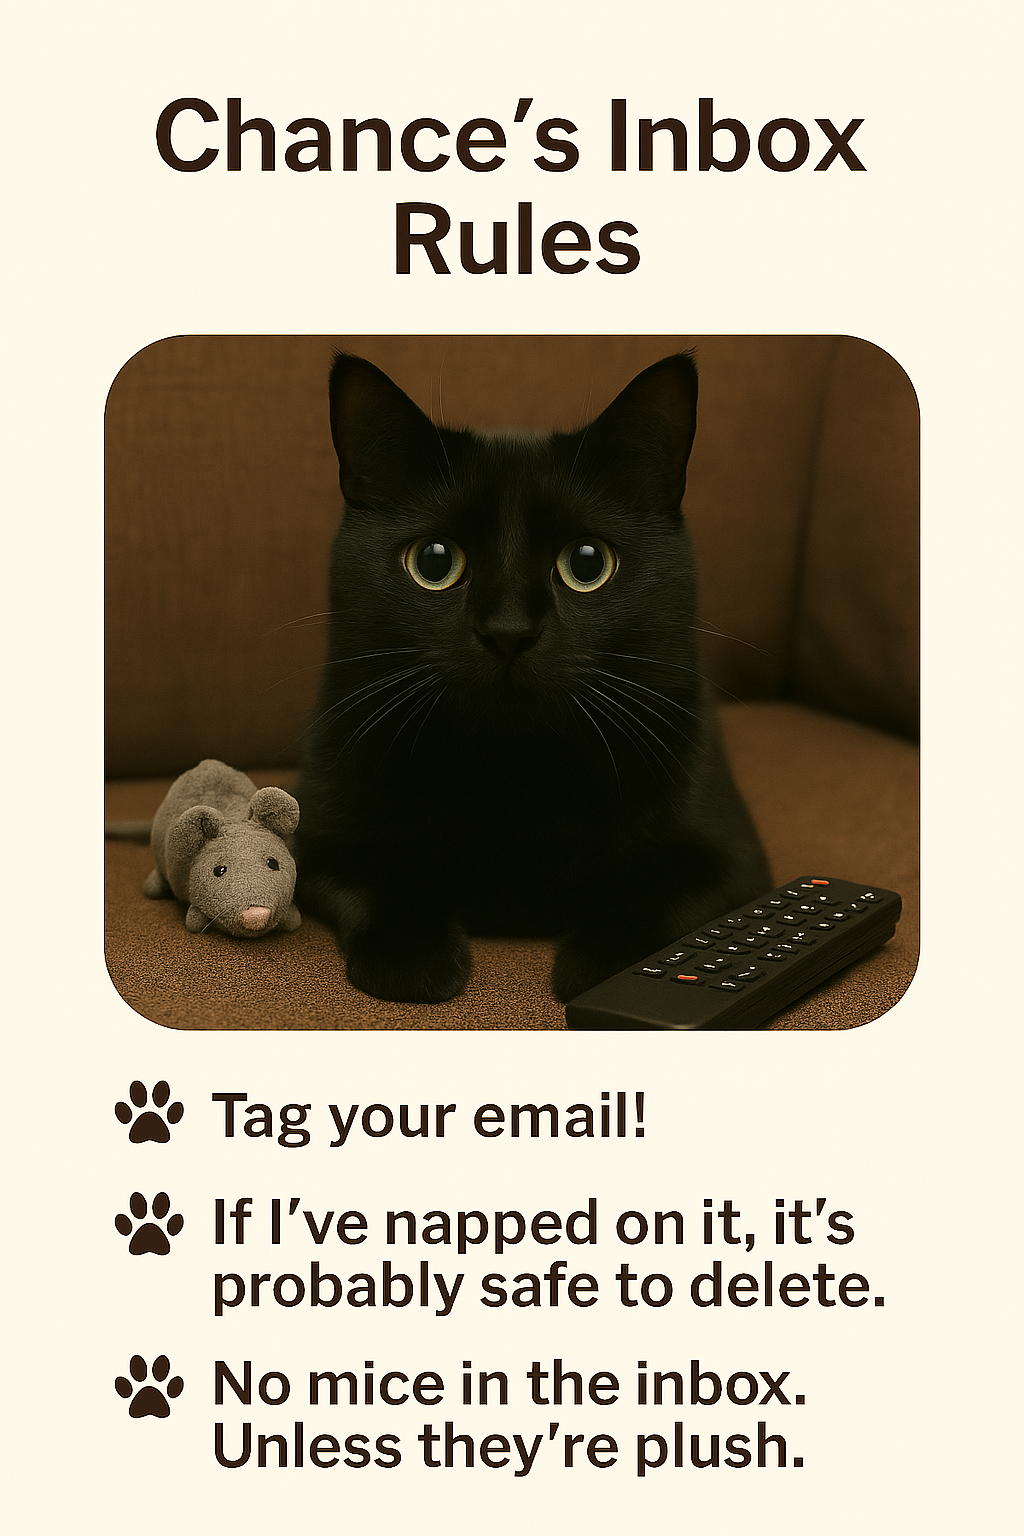 Chance’s Inbox
Rules
Tag your email!
If I’ve napped on it, it’s
probably safe to delete.
No mice in the inbox.
Unless they’re plush.